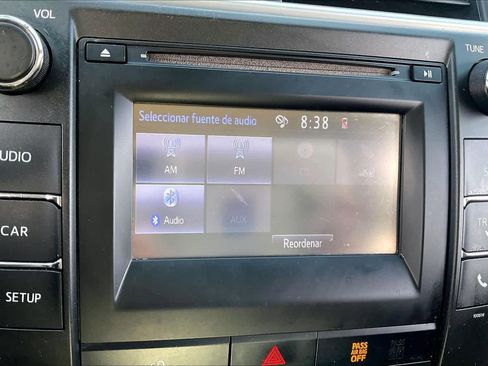 VOL
TUNE
Seleccionar fuente de audio 8:38
AM
FM
Audio
AUX
Reordenar
AUDIO
CAR
SETUP
PASS
AIR BAG
OFF